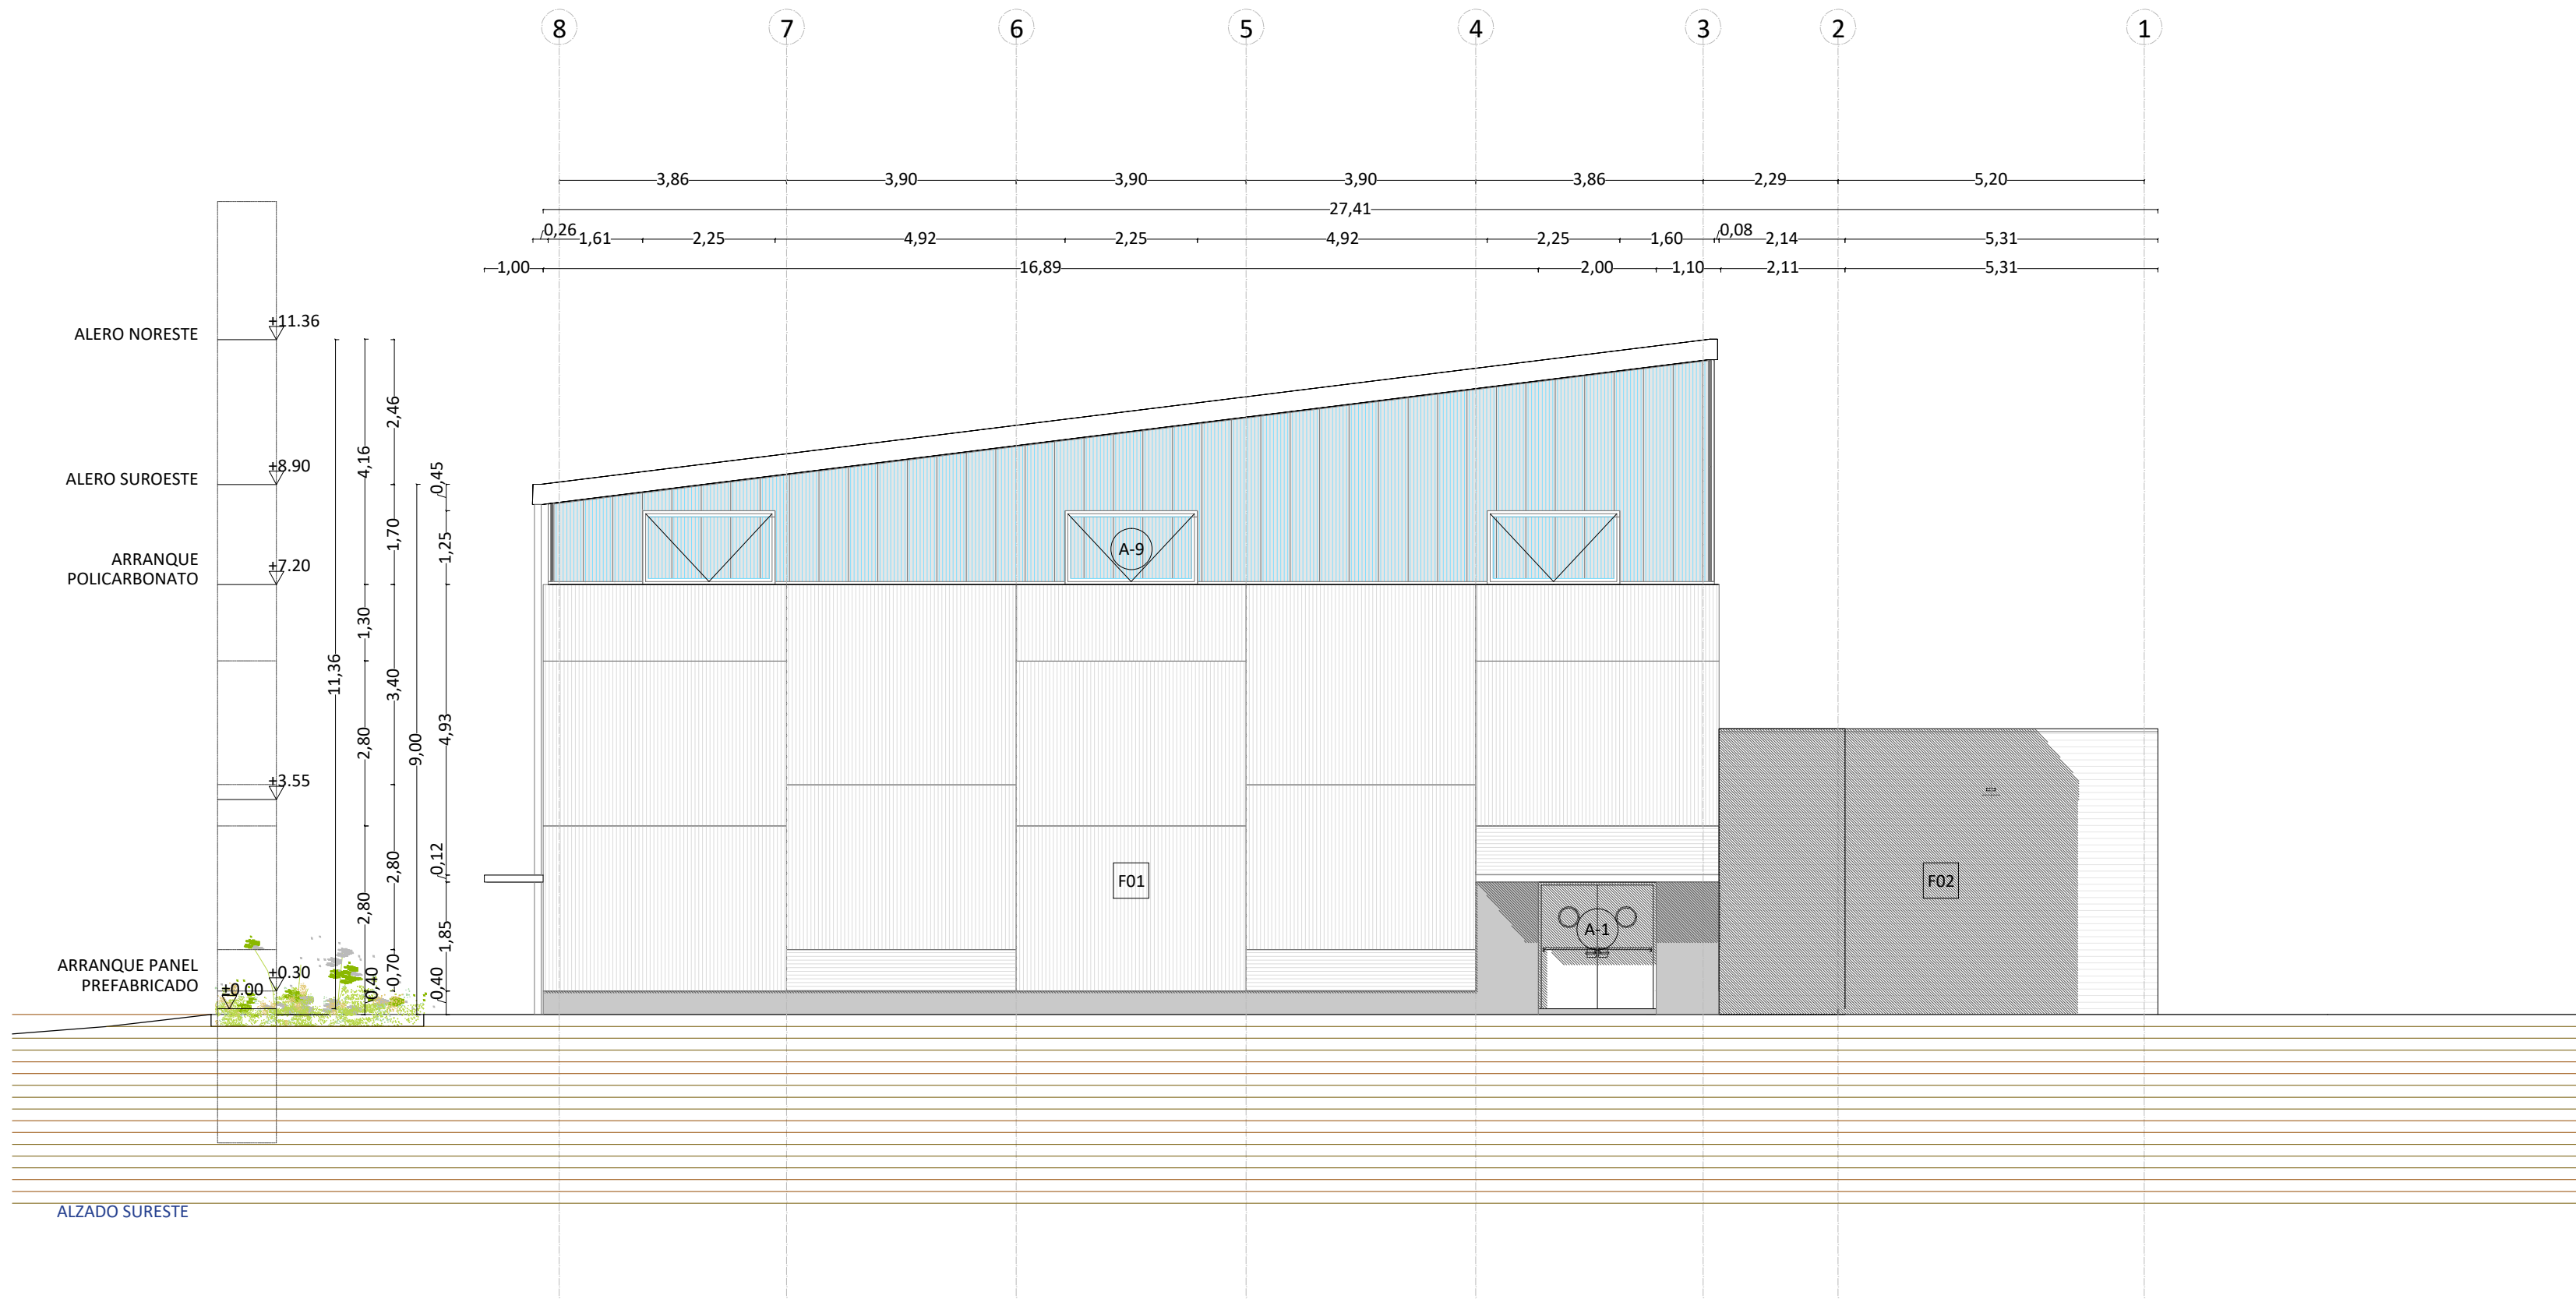 8 7 6 5 4 3 2 1
3,86 3,90 3,90 3,90 3,86 2,29 5,20
27,41
0,26 1,61 2,25 4,92 2,25 4,92 2,25 1,60 0,08 2,14 5,31
1,00 16,89 2,00 1,10 2,11 5,31
ALERO NORESTE
+11.36
ALERO SUROESTE
+8.90
ARRANQUE
POLICARBONATO
+7.20
+3.55
ARRANQUE PANEL
PREFABRICADO
+0.30
±0.00
11,36
4,16
1,30
2,80
2,80
0,40
2,46
1,70
3,40
2,80
0,70
9,00
0,45
1,25
4,93
0,12
1,85
0,40
A-9
F01
A-1
F02
ALZADO SURESTE